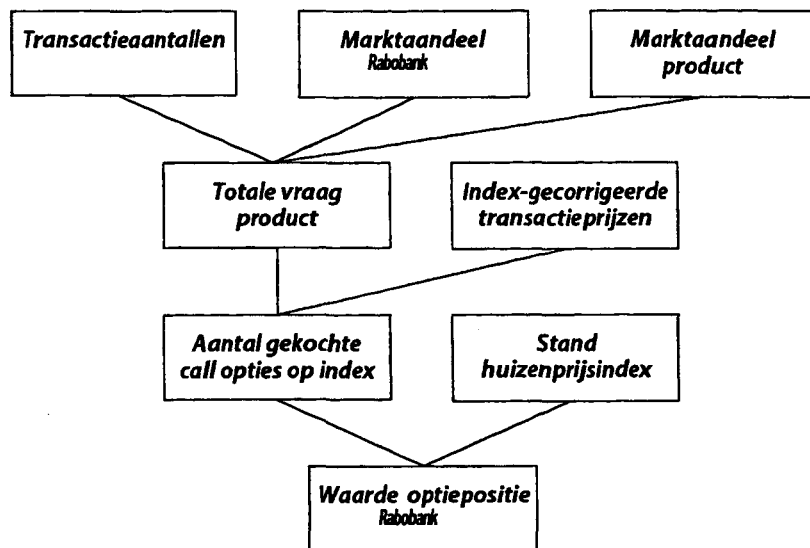 Transactieaantallen
Marktaandeel
Rabobank
Marktaandeel
product
Totale vraag
product
Index-gecorrigeerde
transactieprijzen
Aantal gekochte
call opties op index
Stand
huizenprijsindex
Waarde optiepositie
Rabobank